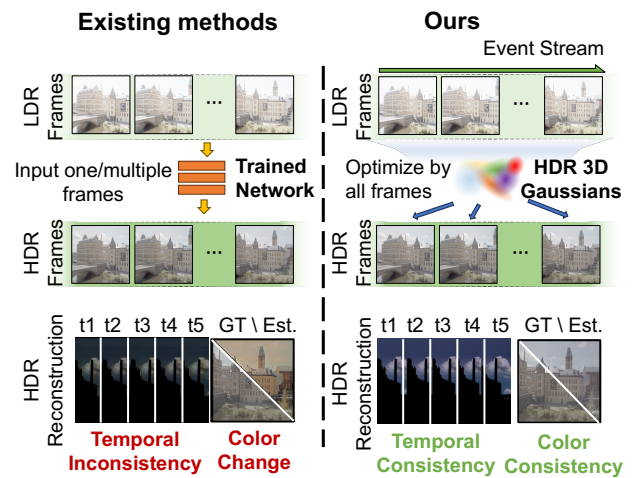 Existing methods
LDR
Frames
...
Input one/multiple
frames
Trained
Network
HDR
Frames
...
HDR
Reconstruction
t1 t2 t3 t4 t5 GT \ Est.
Temporal
Inconsistency
Color
Change
Ours
Event Stream
LDR
Frames
...
Optimize by
all frames
HDR 3D
Gaussians
HDR
Frames
...
HDR
Reconstruction
t1 t2 t3 t4 t5 GT \ Est.
Temporal
Consistency
Color
Consistency